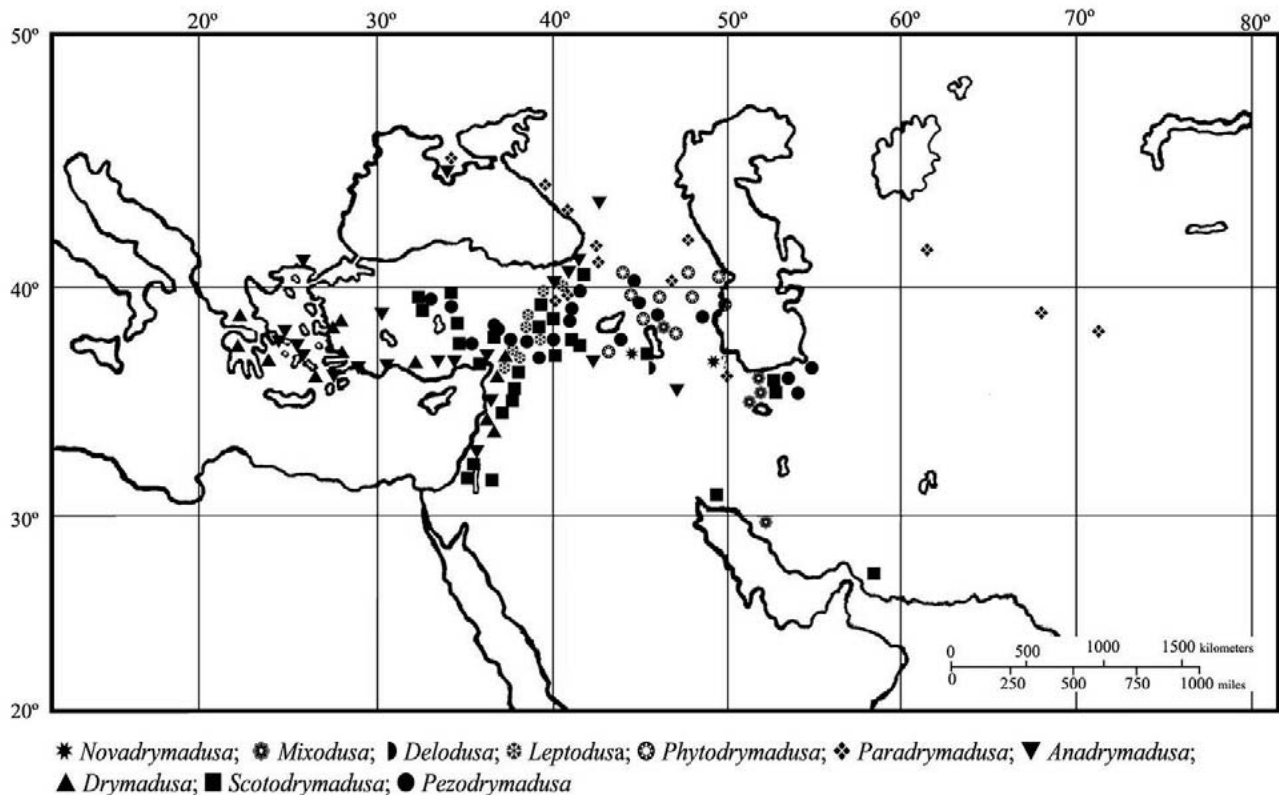 20º 30º 40º 50º 60º 70º 80º
50º
40º
30º
20º
0 500 1000 1500 kilometers
0 250 500 750 1000 miles
Novadrymadusa; Mixodusa; Delodusa; Leptodusa; Phytodrymadusa; Paradrymadusa; Anadrymadusa;
Drymadusa; Scotodrymadusa; Pezodrymadusa